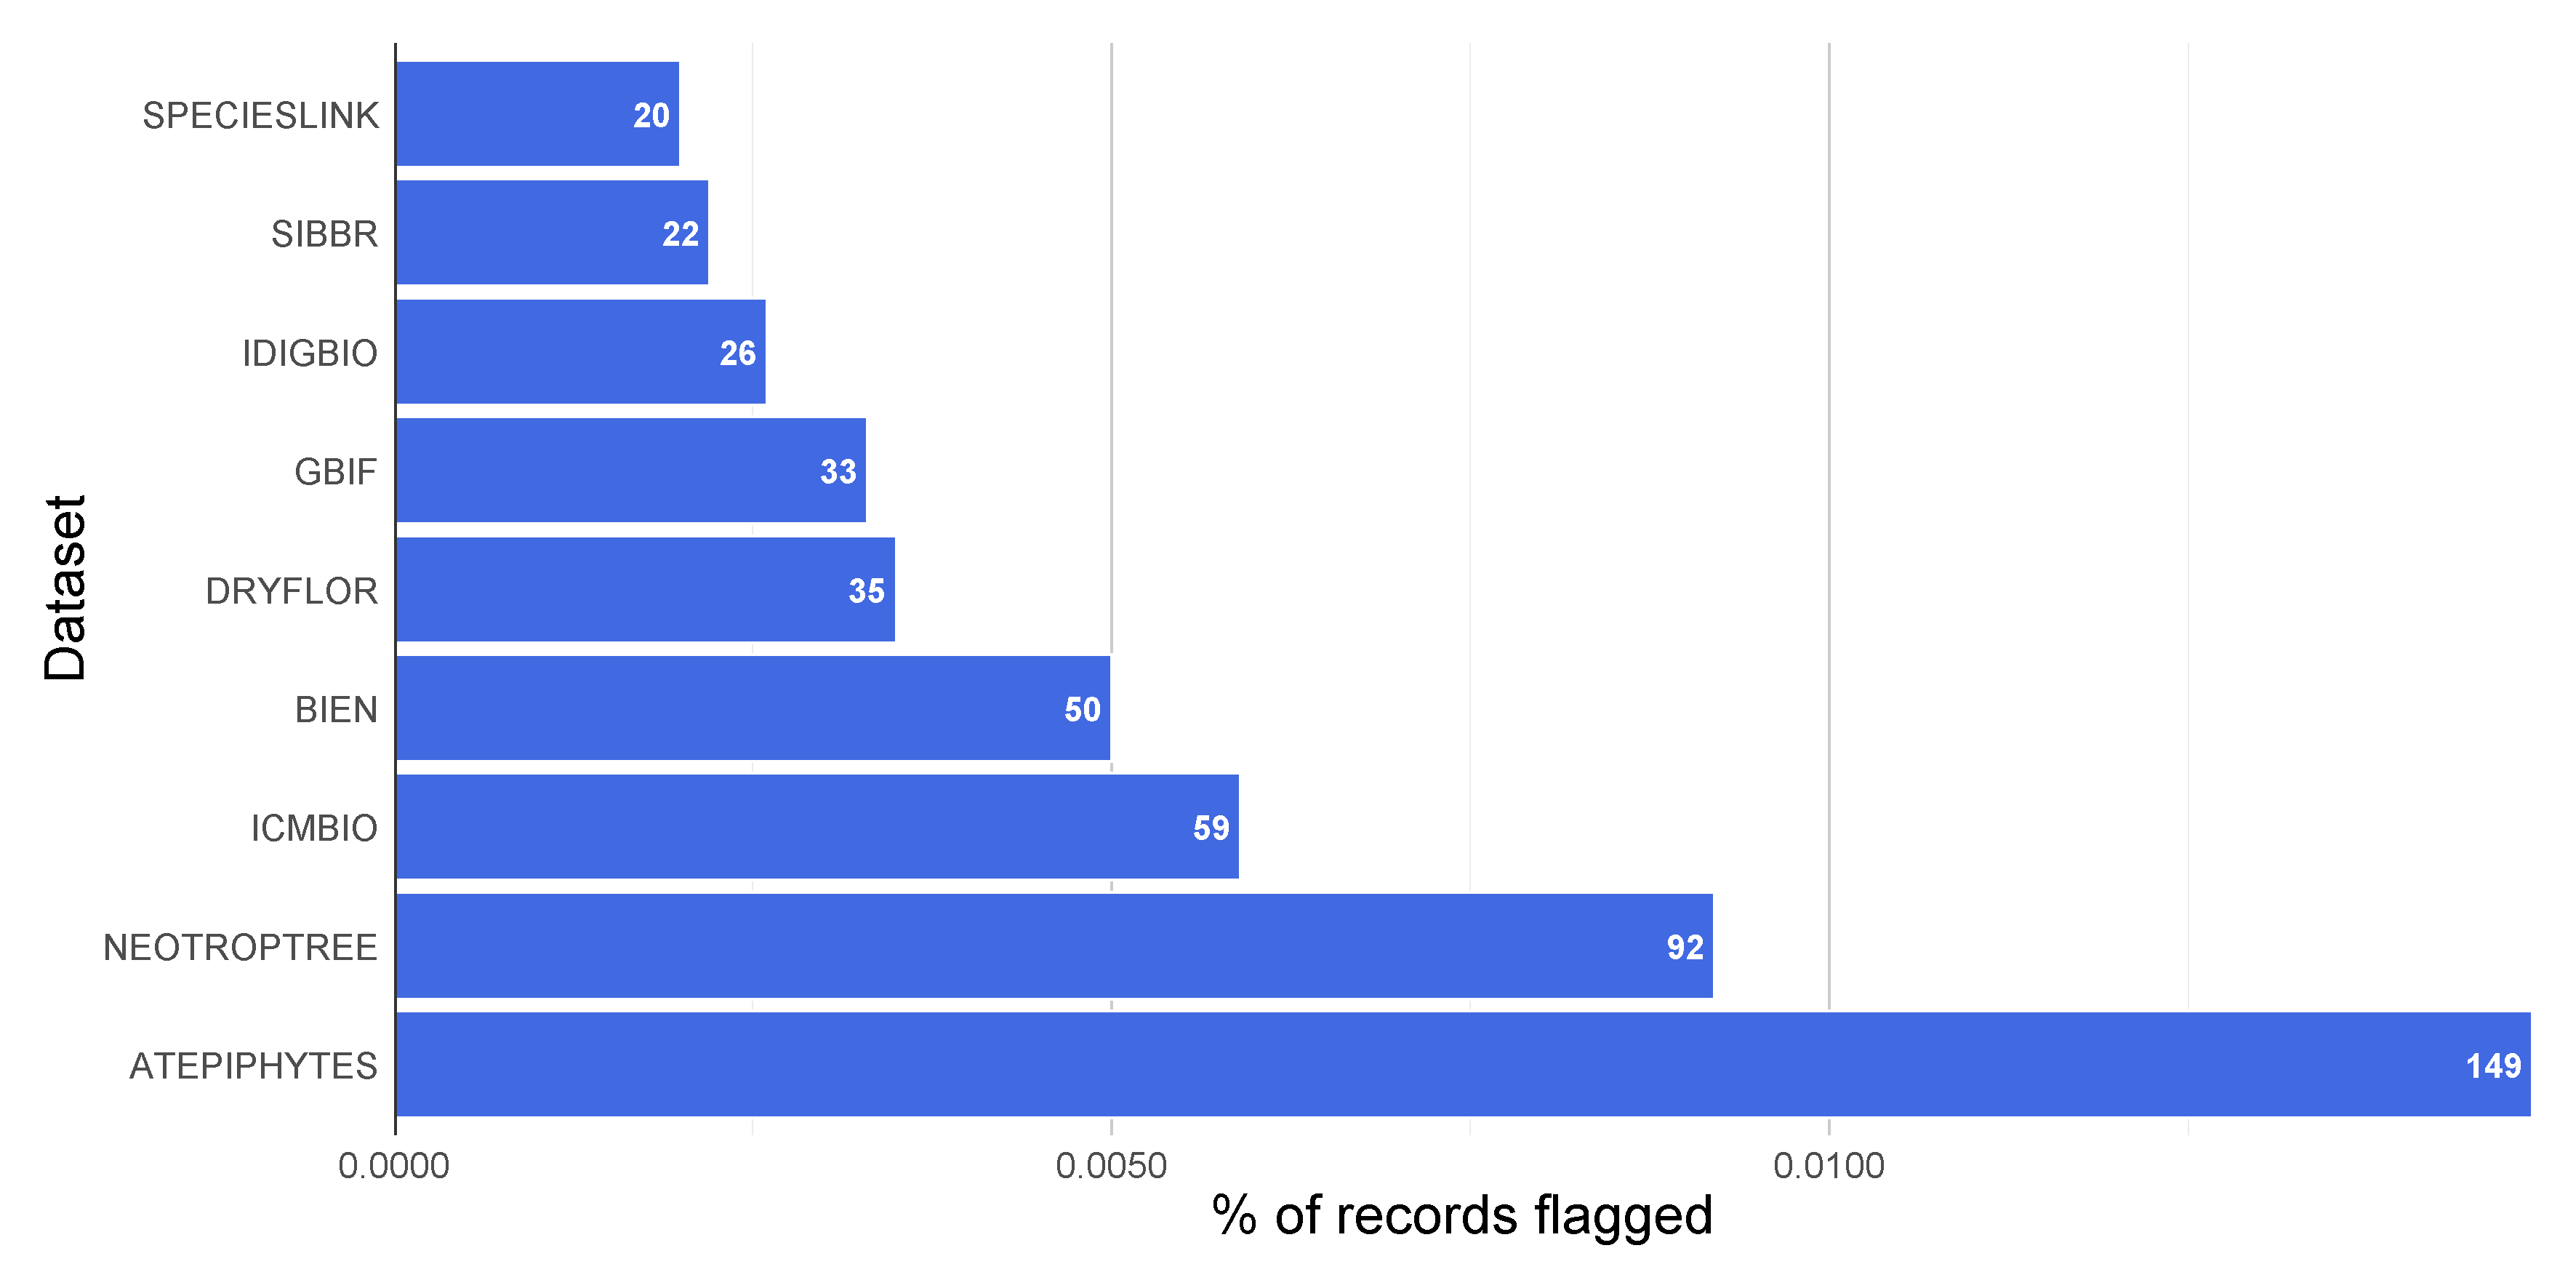 SPECIESLINK 20
SIBBR 22
IDIGBIO 26
GBIF 33
DRYFLOR 35
BIEN 50
ICMBIO 59
NEOTROPTREE 92
ATEPIPHYTES 149
Dataset
0.0000 0.0050 0.0100
% of records flagged